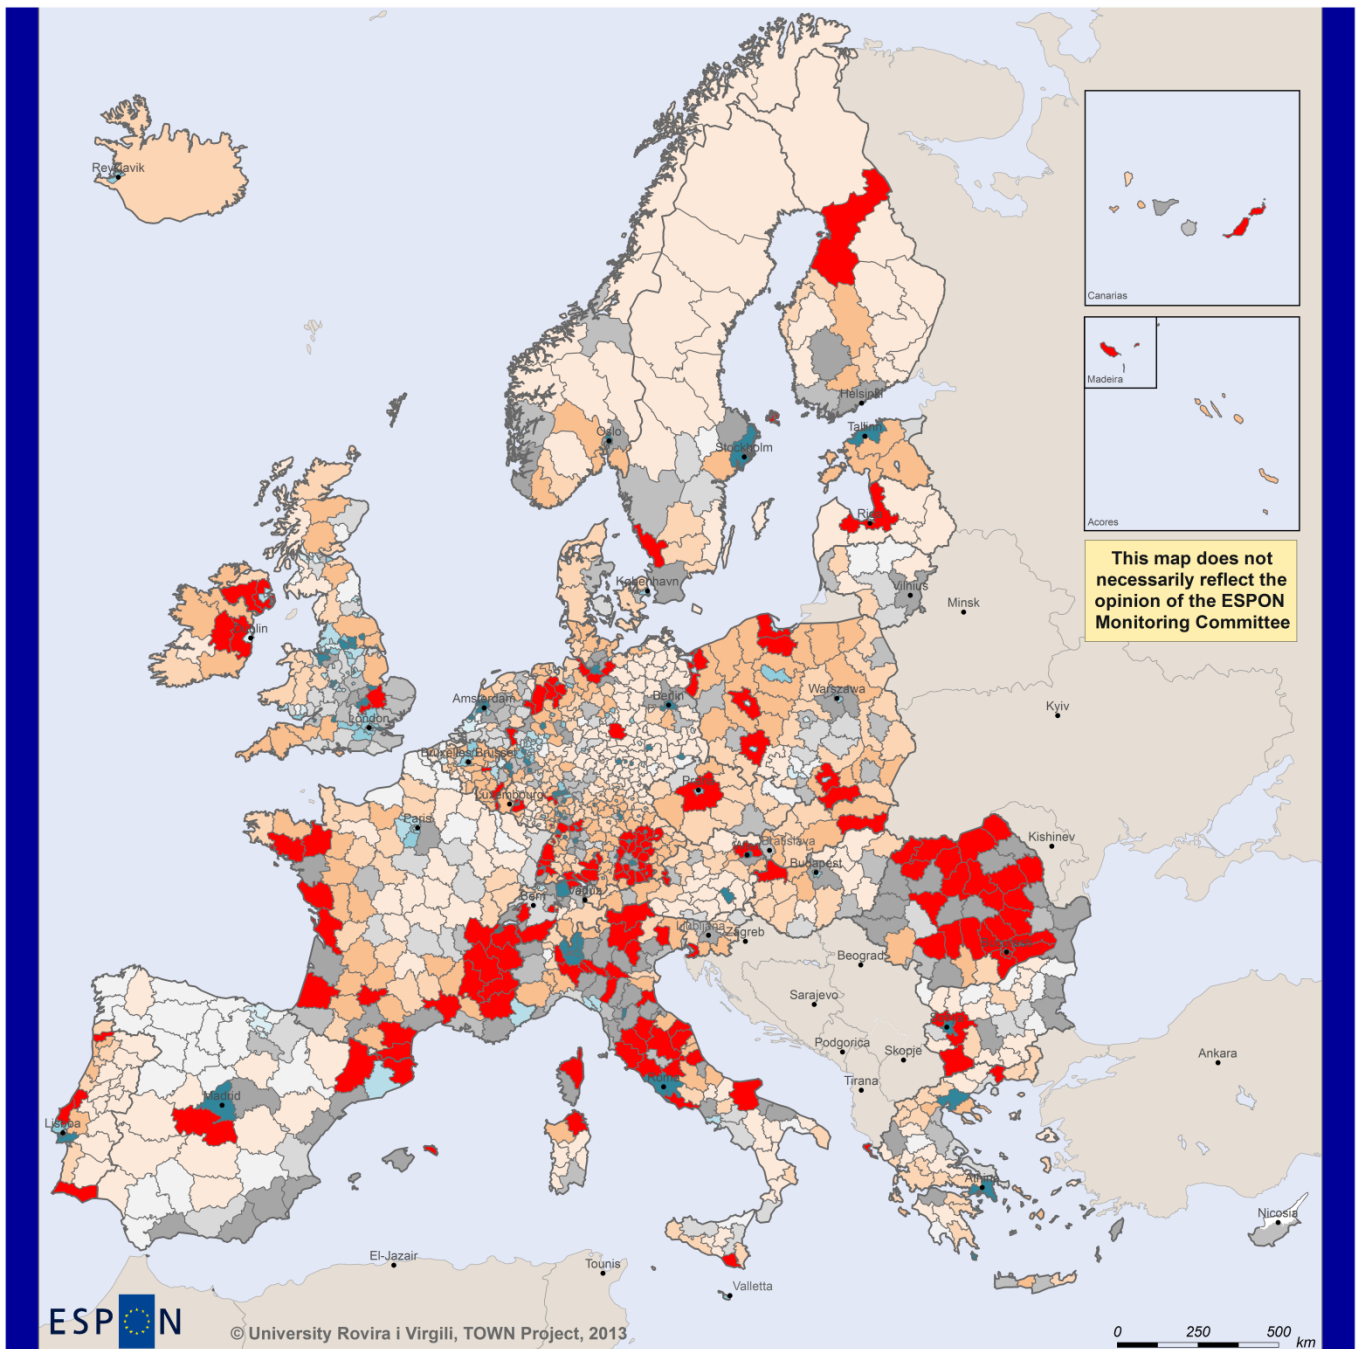 Reykjavik
Canarias
Madeira
Acores
This map does not
necessarily reflect the
opinion of the ESPON
Monitoring Committee
Helsinki
Oslo
Tallinn
Stockholm
Riga
København
Vilnius
Minsk
Dublin
Amsterdam
Berlin
Warszawa
London
Kyiv
Bruxelles/Brussel
Praha
Luxembourg
Paris
Kishinev
Bratislava
Wien
Budapest
Vaduz
Bern
Ljubljana
Zagreb
Bucuresti
Beograd
Sarajevo
Podgorica
Skopje
Ankara
Tirana
Roma
Madrid
Lisboa
Athina
Nicosia
El-Jazair
Tounis
Valletta
ESPON
© University Rovira i Virgili, TOWN Project, 2013
0 250 500 km